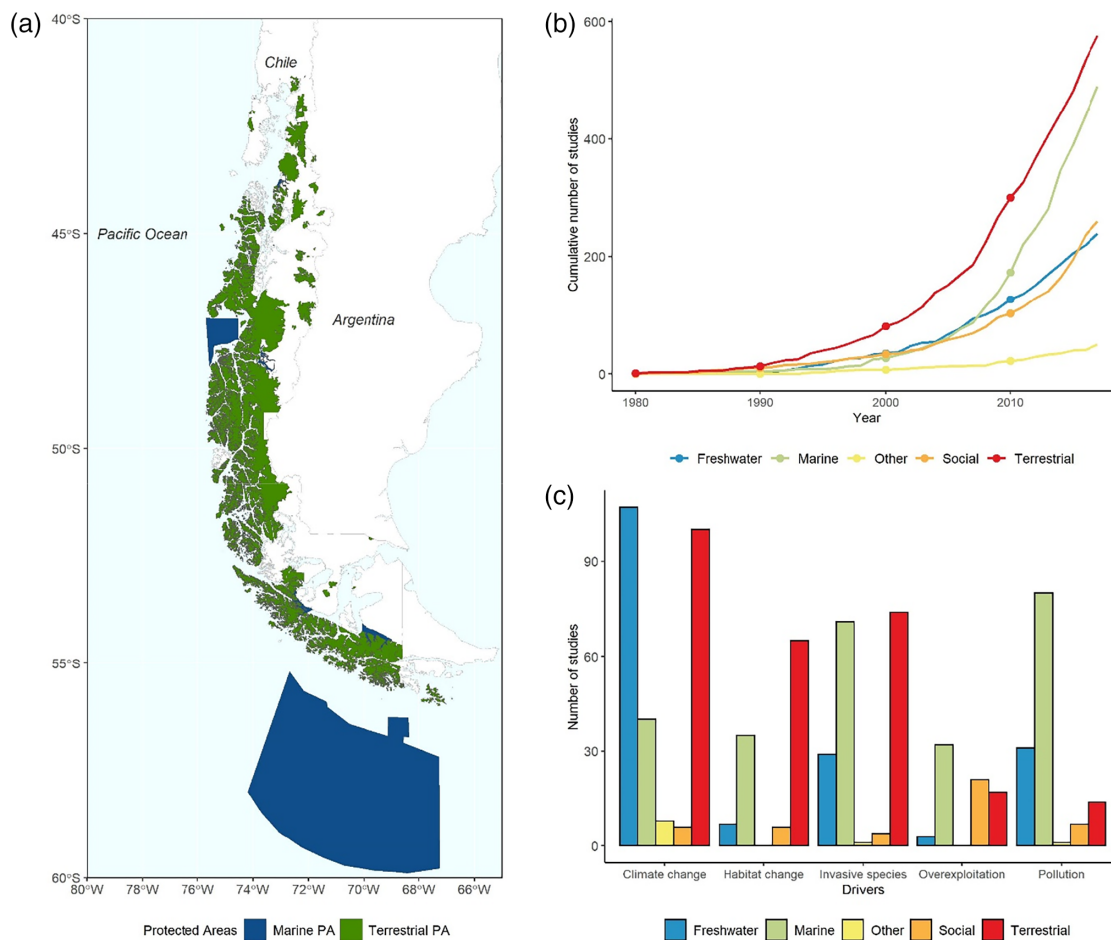 (a)
40°S
45°S
50°S
55°S
60°S
80°W 78°W 76°W 74°W 72°W 70°W 68°W 66°W
Chile
Pacific Ocean
Argentina
Protected Areas Marine PA Terrestrial PA
(b)
Cumulative number of studies
600
400
200
0
1980 1990 2000 2010
Year
Freshwater Marine Other Social Terrestrial
(c)
Number of studies
90
60
30
0
Climate change Habitat change Invasive species Overexploitation Pollution
Drivers
Freshwater Marine Other Social Terrestrial